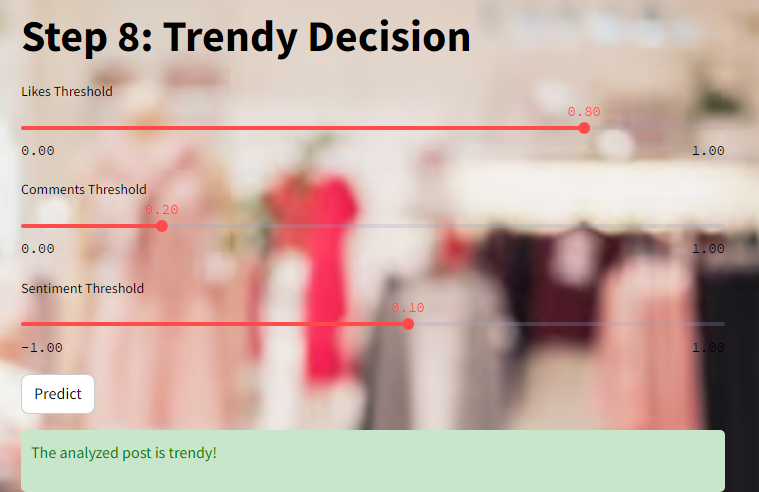 Step 8: Trendy Decision
Likes Threshold
0.80
0.00 1.00
Comments Threshold
0.20
0.00 1.00
Sentiment Threshold
0.10
−1.00 1.00
Predict
The analyzed post is trendy!